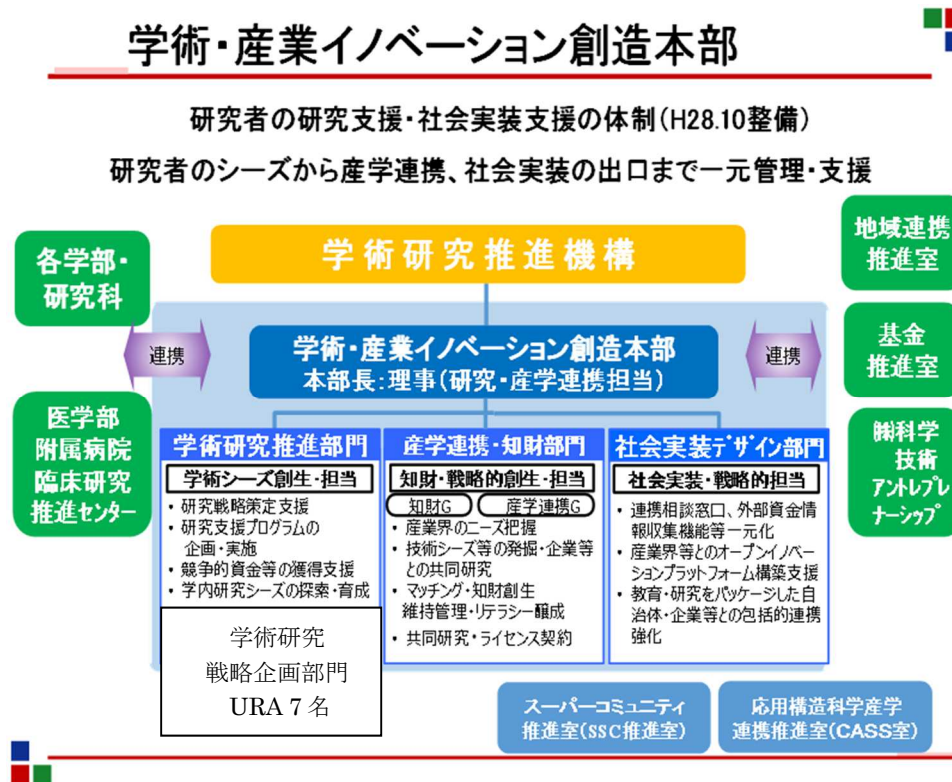 学術・産業イノベーション創造本部
研究者の研究支援・社会実装支援の体制(H28.10整備)
研究者のシーズから産学連携、社会実装の出口まで一元管理・支援
学術研究推進機構
各学部・
研究科
連携
医学部
附属病院
臨床研究
推進センター
学術・産業イノベーション創造本部
本部長:理事(研究・産学連携担当)
連携
地域連携
推進室
基金
推進室
㈱科学
技術
アントレプレ
ナーシップ
学術研究推進部門
学術シーズ創生・担当
・研究戦略策定支援
・研究支援プログラムの
企画・実施
・競争的資金等の獲得支援
・学内研究シーズの探索・育成
学術研究
戦略企画部門
URA 7 名
産学連携・知財部門
知財・戦略的創生・担当
知財G 産学連携G
・産業界のニーズ把握
・技術シーズ等の発掘・企業等
との共同研究
・マッチング・知財創生
維持管理・リテラシー醸成
・共同研究・ライセンス契約
社会実装デザイン部門
社会実装・戦略的担当
・連携相談窓口、外部資金情
報収集機能等一元化
・産業界等とのオープンイノベー
ションプラットフォーム構築支援
・教育・研究をパッケージした自
治体・企業等との包括的連携
強化
スーパーコミュニティ
推進室(SSC推進室)
応用構造科学産学
連携推進室(CASS室)